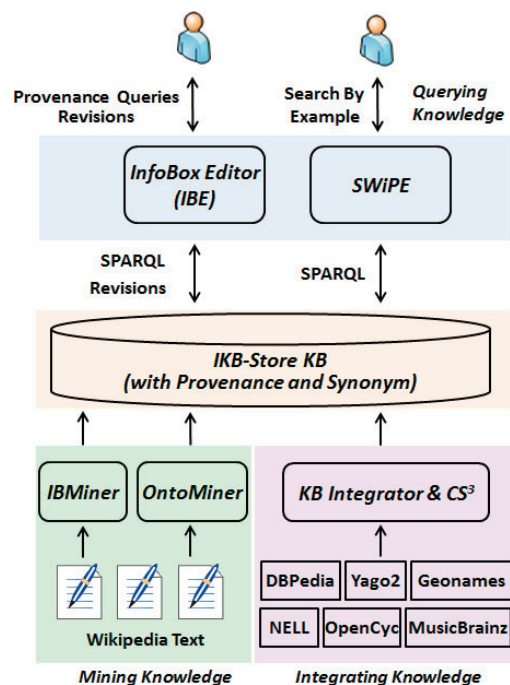 Provenance Queries
Revisions
Search By
Example
Querying
Knowledge
InfoBox Editor
(IBE)
SWiPE
SPARQL
Revisions
SPARQL
IKB-Store KB
(with Provenance and Synonym)
IBMiner
OntoMiner
KB Integrator & CS³
DBPedia
Yago2
Geonames
NELL
OpenCyc
MusicBrainz
Wikipedia Text
Mining Knowledge
Integrating Knowledge